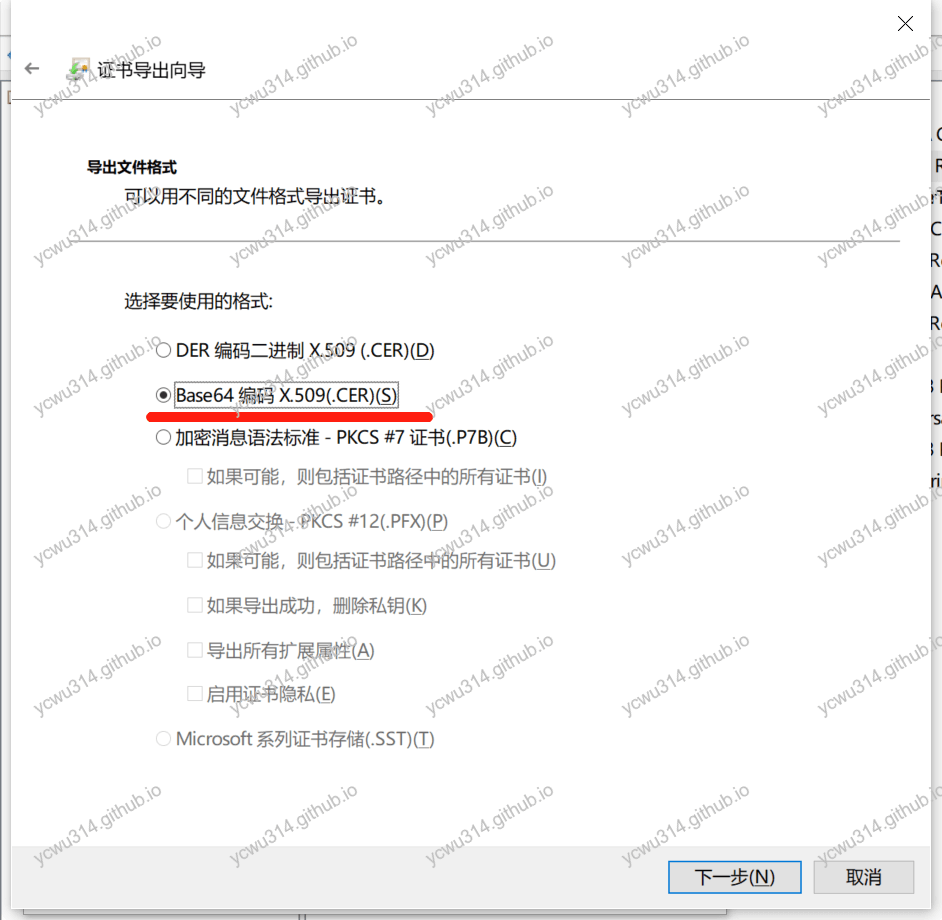 证书导出向导
导出文件格式
可以用不同的文件格式导出证书。
选择要使用的格式:
DER 编码二进制 X.509 (.CER)(D)
Base64 编码 X.509(.CER)(S)
加密消息语法标准 - PKCS #7 证书(.P7B)(C)
如果可能，则包括证书路径中的所有证书(I)
个人信息交换 - PKCS #12(.PFX)(P)
如果可能，则包括证书路径中的所有证书(U)
如果导出成功，删除私钥(K)
导出所有扩展属性(A)
启用证书隐私(E)
Microsoft 系列证书存储(.SST)(T)
下一步(N)
取消
ycwu314.github.io